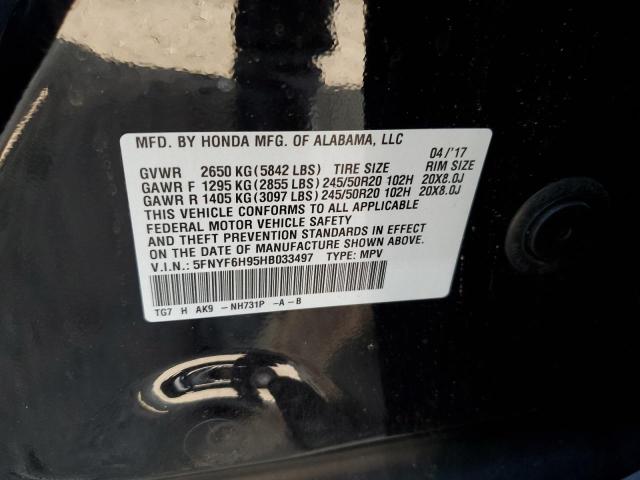 MFD. BY HONDA MFG. OF ALABAMA, LLC
04/'17
GVWR 2650 KG (5842 LBS) TIRE SIZE RIM SIZE
GAWR F 1295 KG (2855 LBS) 245/50R20 102H 20X8.0J
GAWR R 1405 KG (3097 LBS) 245/50R20 102H 20X8.0J
THIS VEHICLE CONFORMS TO ALL APPLICABLE
FEDERAL MOTOR VEHICLE SAFETY
AND THEFT PREVENTION STANDARDS IN EFFECT
ON THE DATE OF MANUFACTURE SHOWN ABOVE.
V.I.N.: 5FNYF6H95HB033497 TYPE: MPV
TG7 H AK9 -NH731P -A-B